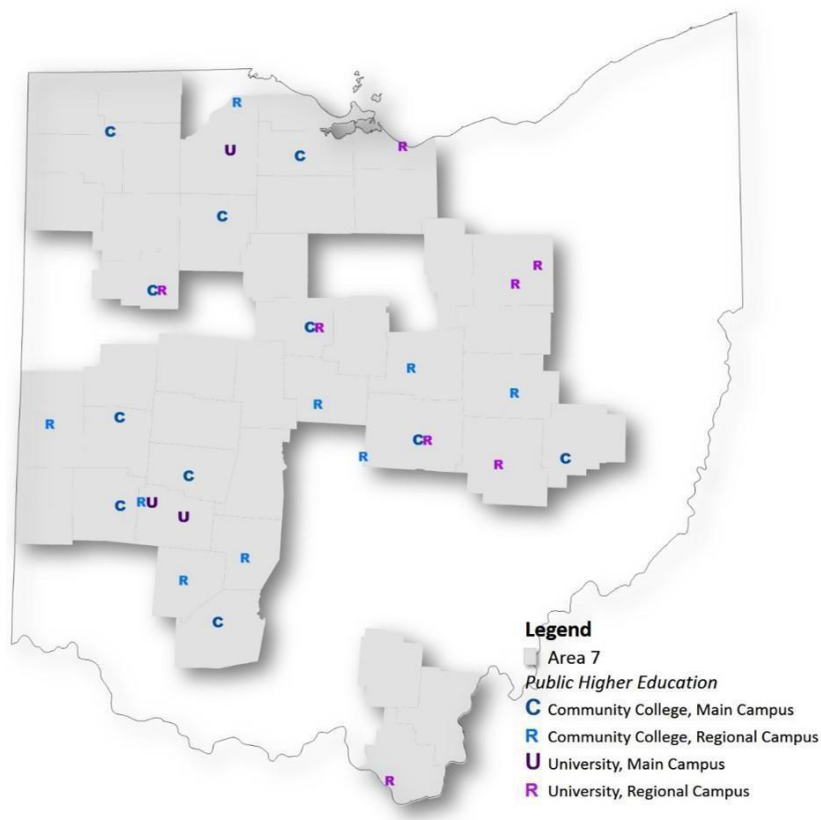 R
C
U
C
R
C
R
R
CR
CR
R
R
R
R
C
R
CR
R
R
C
C
C
RU
U
R
R
C
R
Legend
Area 7
Public Higher Education
C Community College, Main Campus
R Community College, Regional Campus
U University, Main Campus
R University, Regional Campus